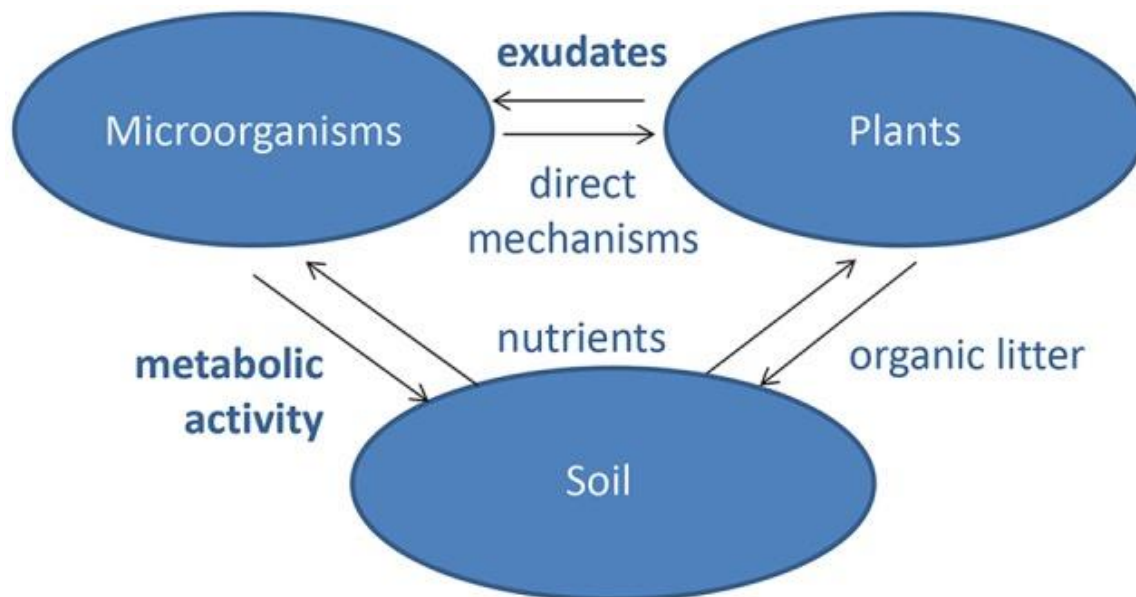 exudates
Microorganisms
Plants
direct
mechanisms
nutrients
metabolic
activity
organic litter
Soil